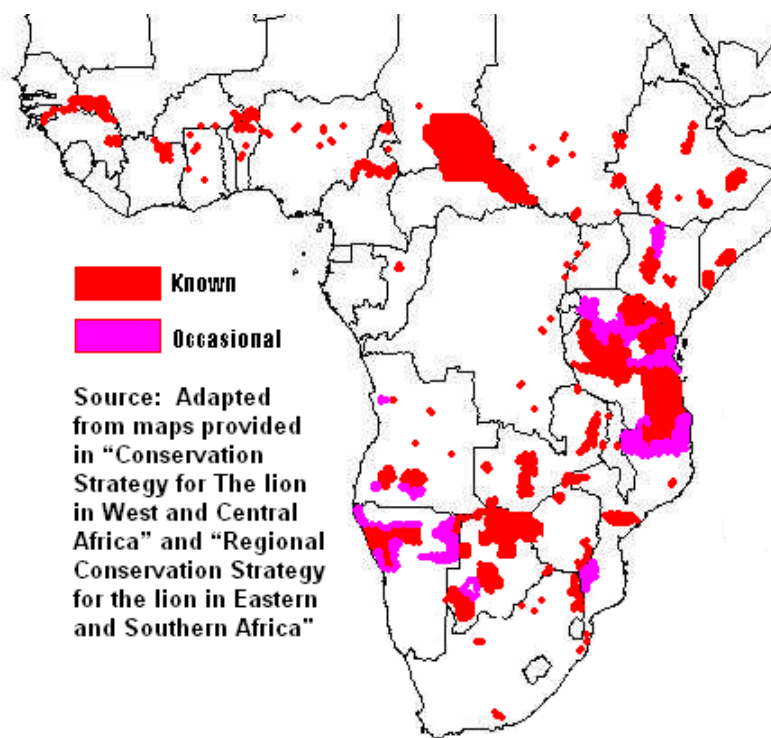 Known
Occasional
Source: Adapted
from maps provided
in “Conservation
Strategy for The lion
in West and Central
Africa” and “Regional
Conservation Strategy
for the lion in Eastern
and Southern Africa”